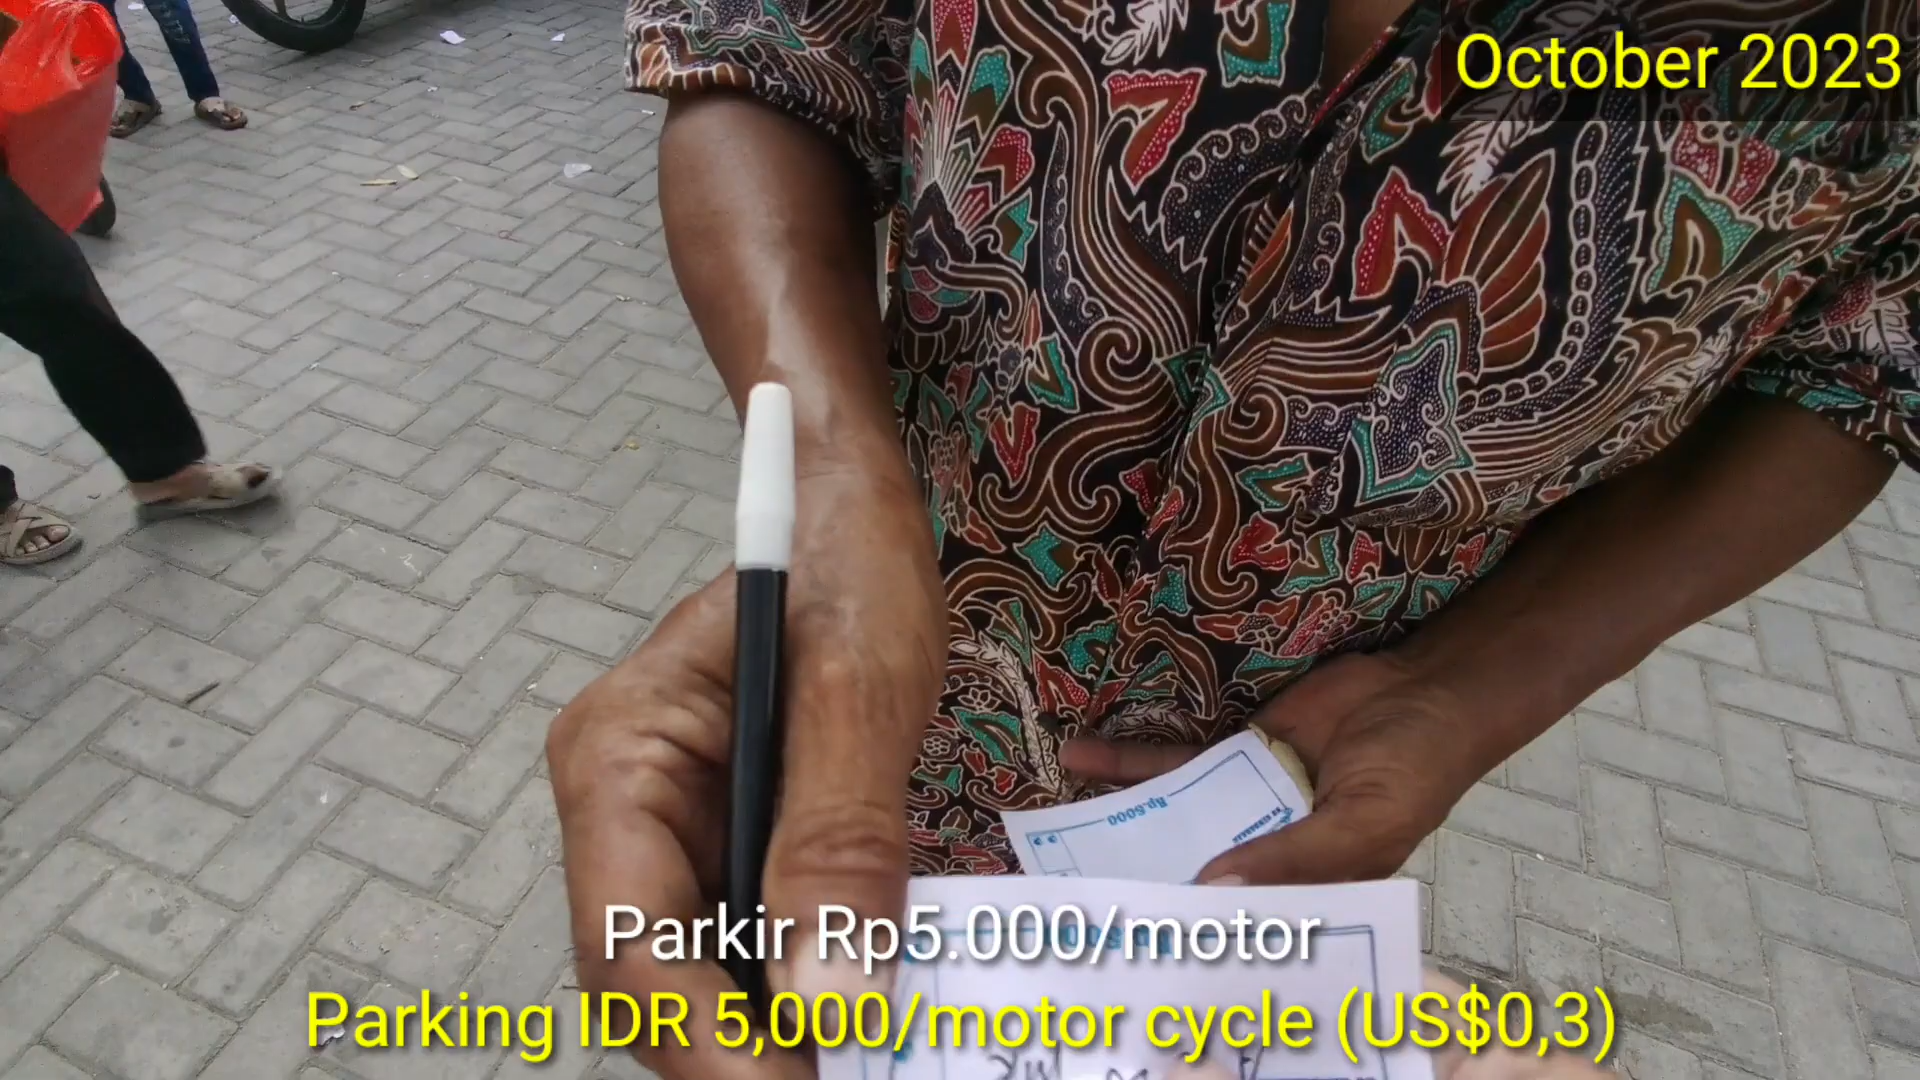 October 2023
Rp.5000
Parkir Rp5.000/motor
Parking IDR 5,000/motor cycle (US$0,3)